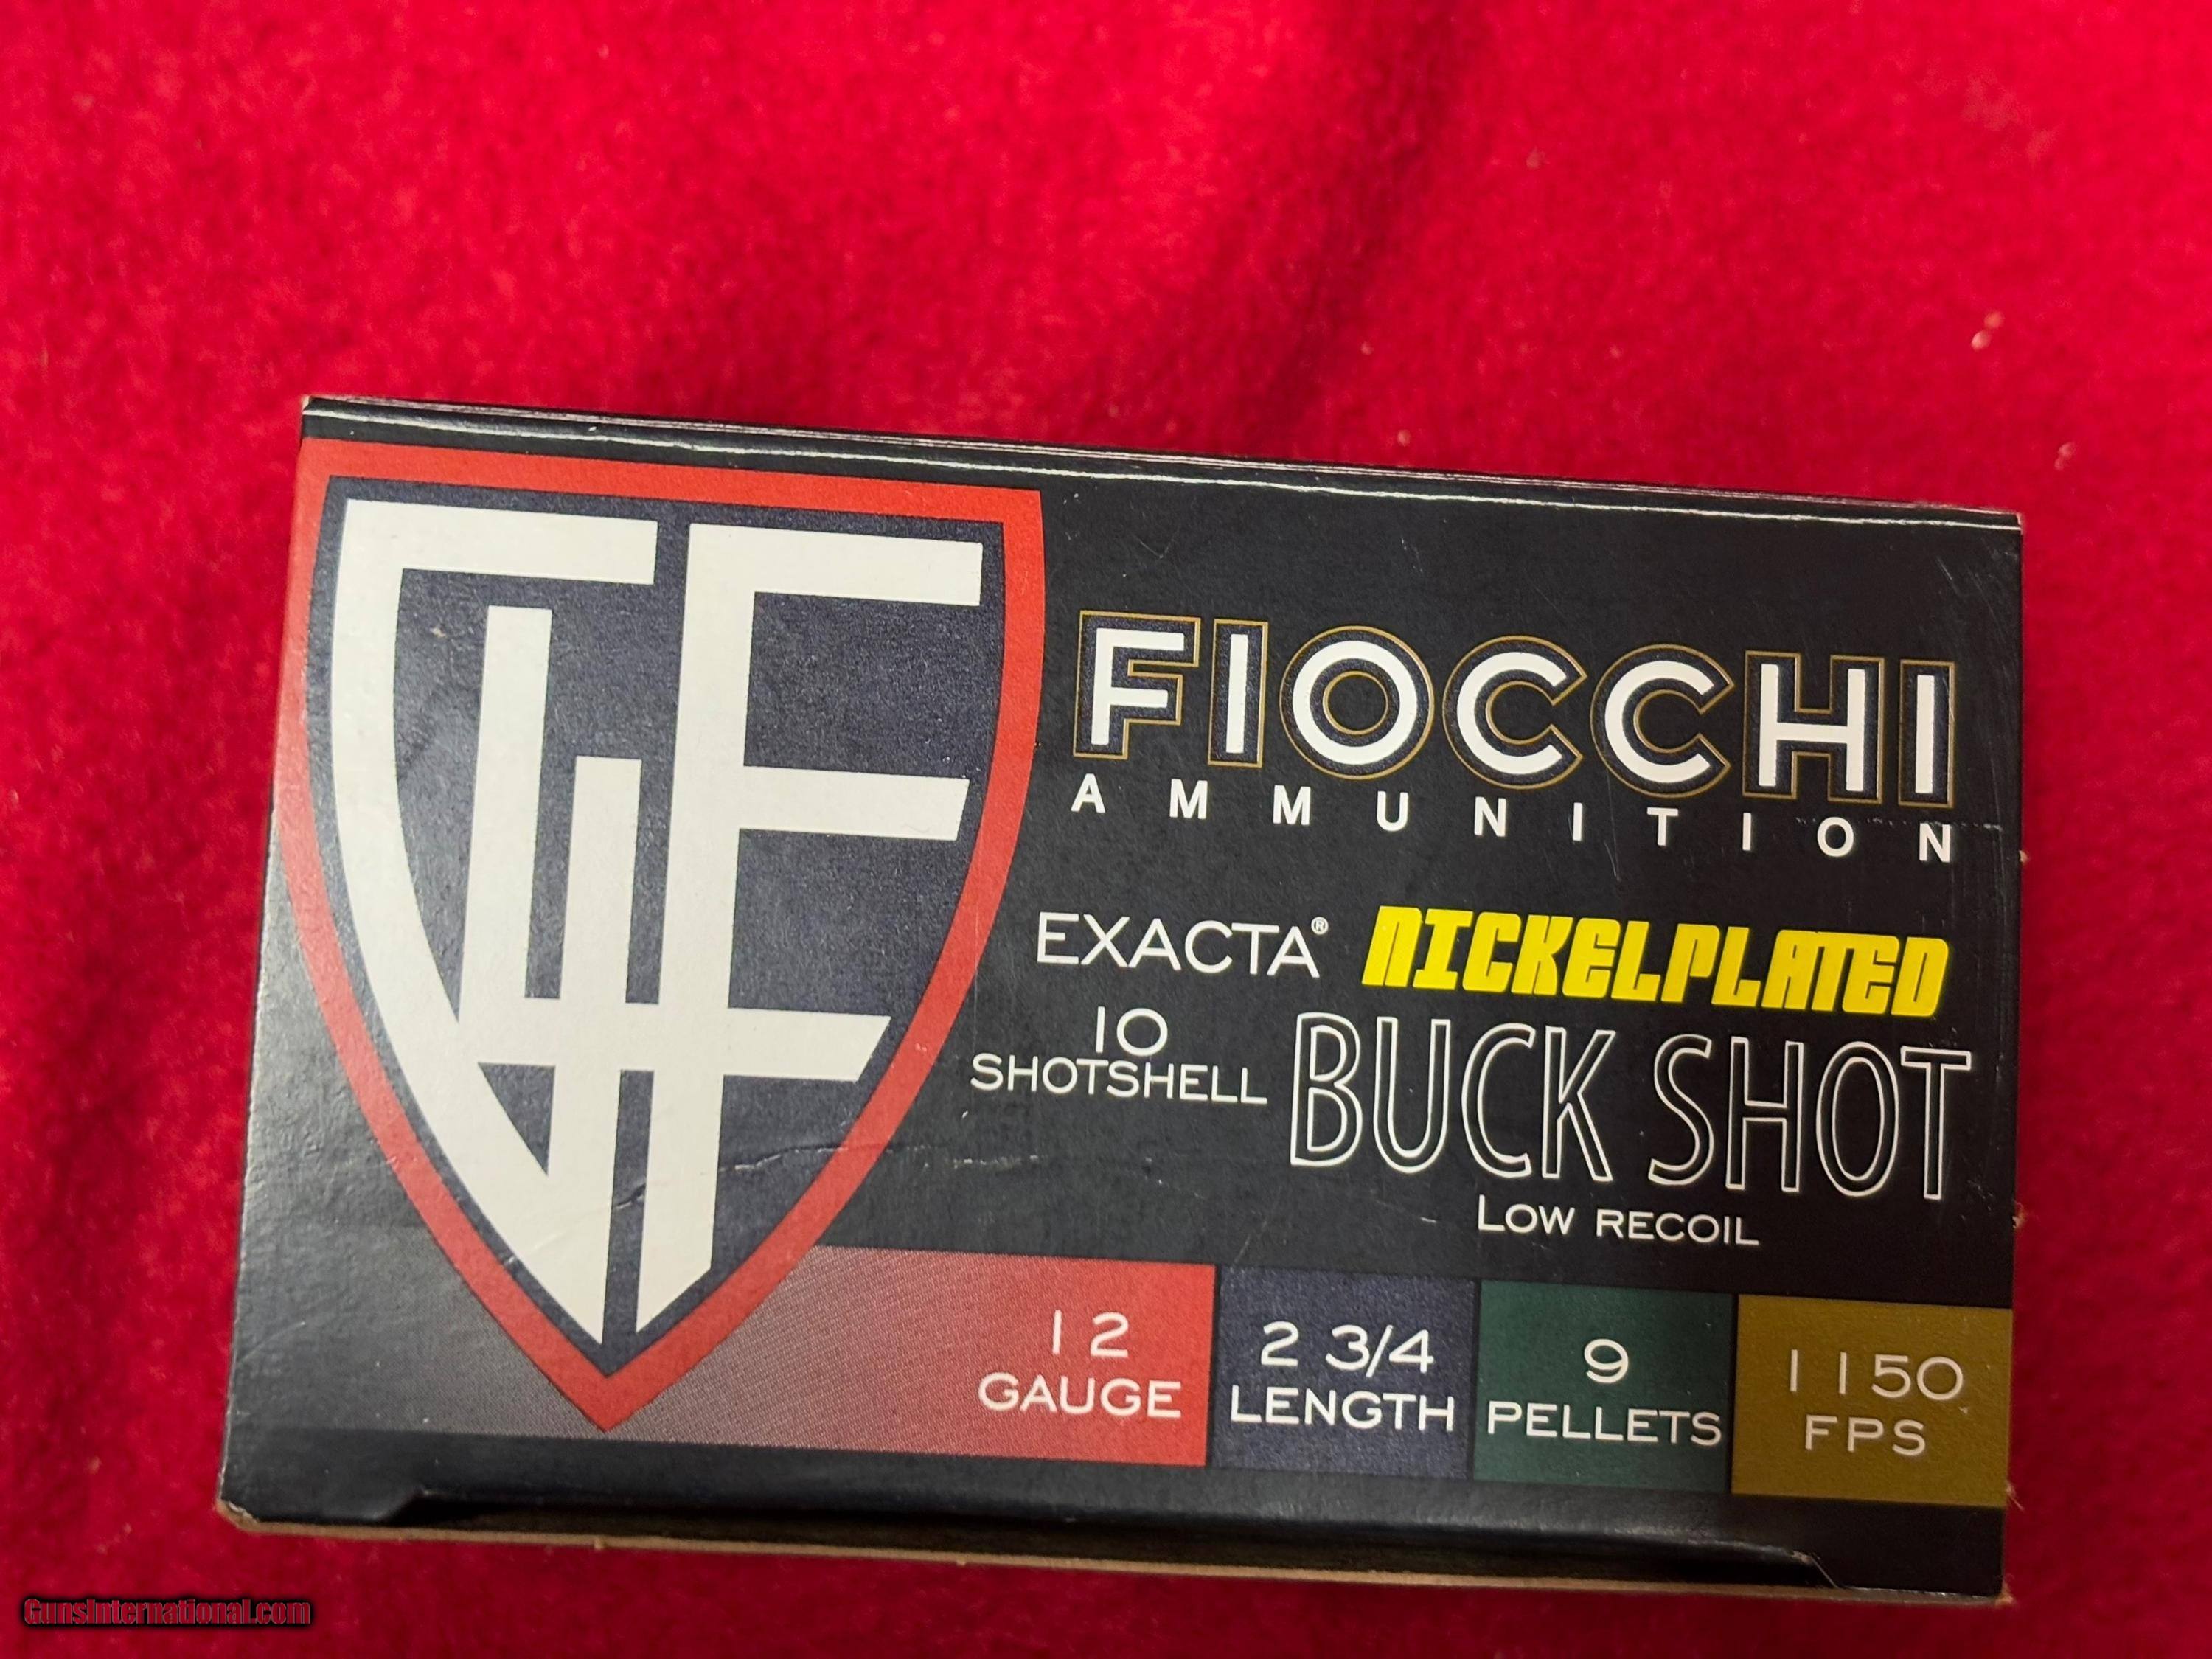 GF
FIOCCHI
AMMUNITION
EXACTA® NICKELPLATED
10 SHOTSHELL
BUCK SHOT
LOW RECOIL
12 GAUGE
2 3/4 LENGTH
9 PELLETS
1150 FPS
GunsInternational.com